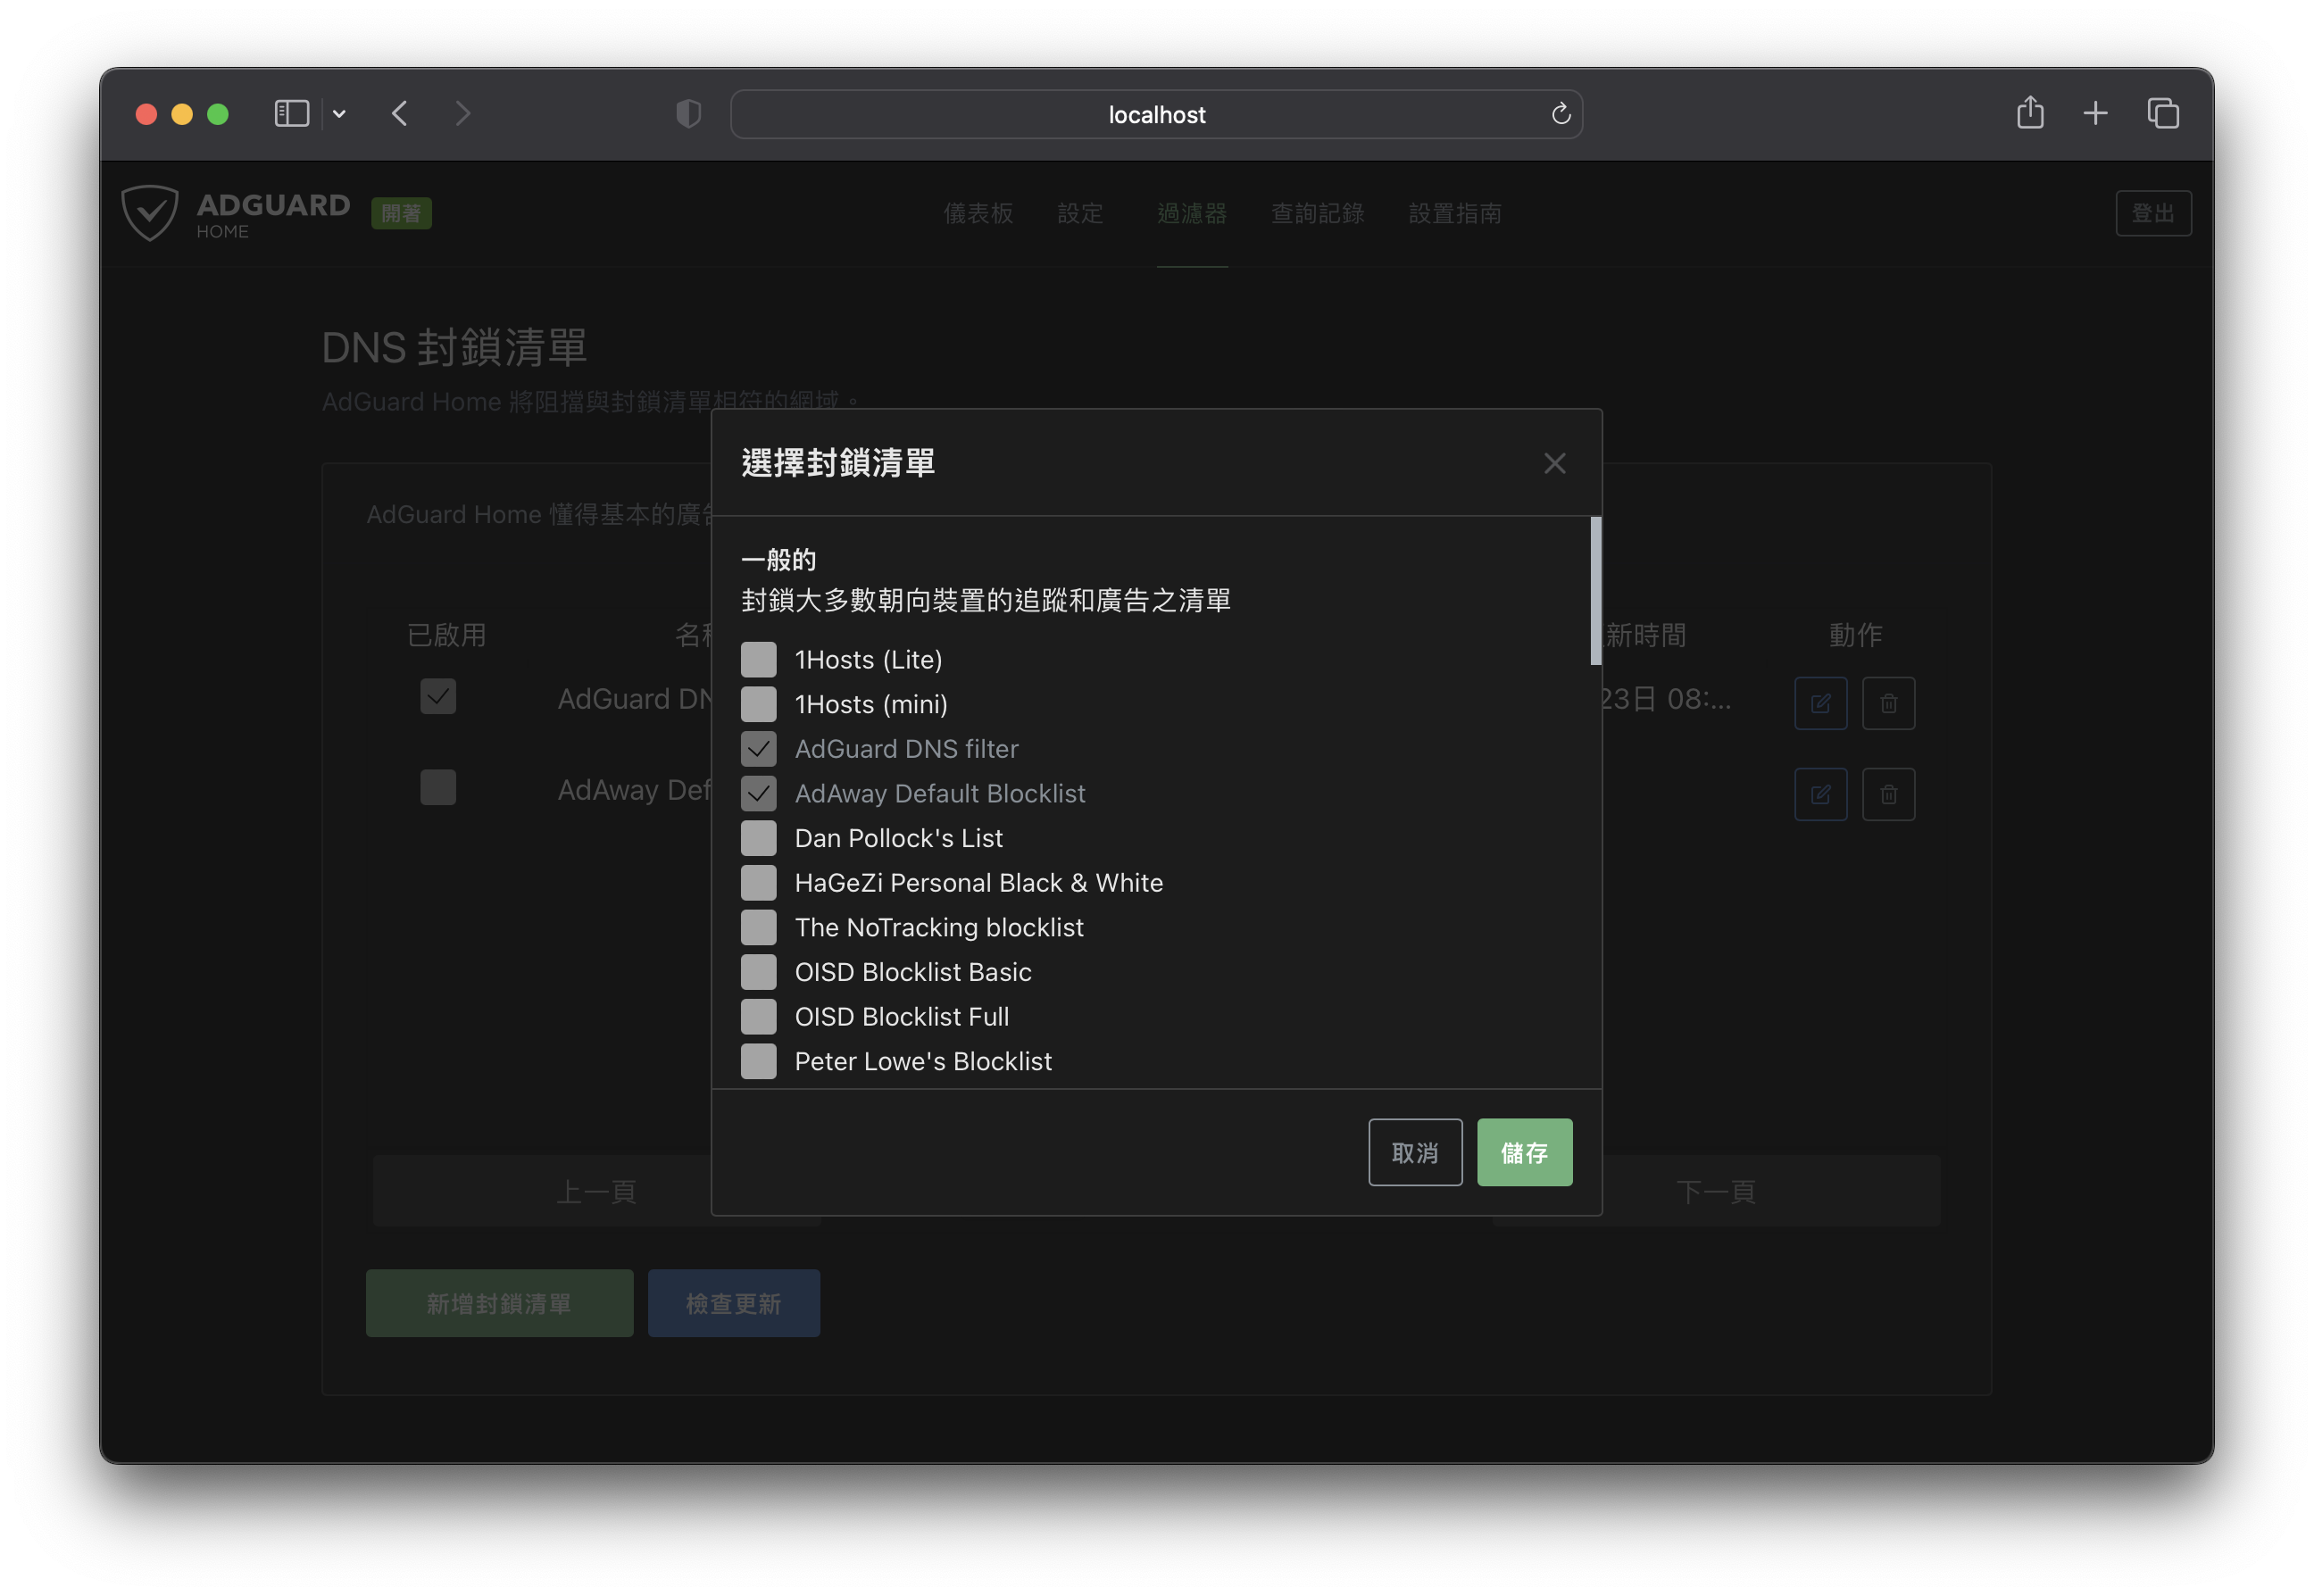 localhost
ADGUARD
HOME
開著
儀表板
設定
過濾器
查詢記錄
設置指南
登出
DNS 封鎖清單
AdGuard Home 將阻擋與封鎖清單相符的網域。
AdGuard Home 懂得基本的廣告
已啟用
動作
新時間
AdGuard DN
23日 08:...
AdAway Def
選擇封鎖清單
一般的
封鎖大多數朝向裝置的追蹤和廣告之清單
1Hosts (Lite)
1Hosts (mini)
AdGuard DNS filter
AdAway Default Blocklist
Dan Pollock's List
HaGeZi Personal Black & White
The NoTracking blocklist
OISD Blocklist Basic
OISD Blocklist Full
Peter Lowe's Blocklist
取消
儲存
上一頁
下一頁
新增封鎖清單
檢查更新